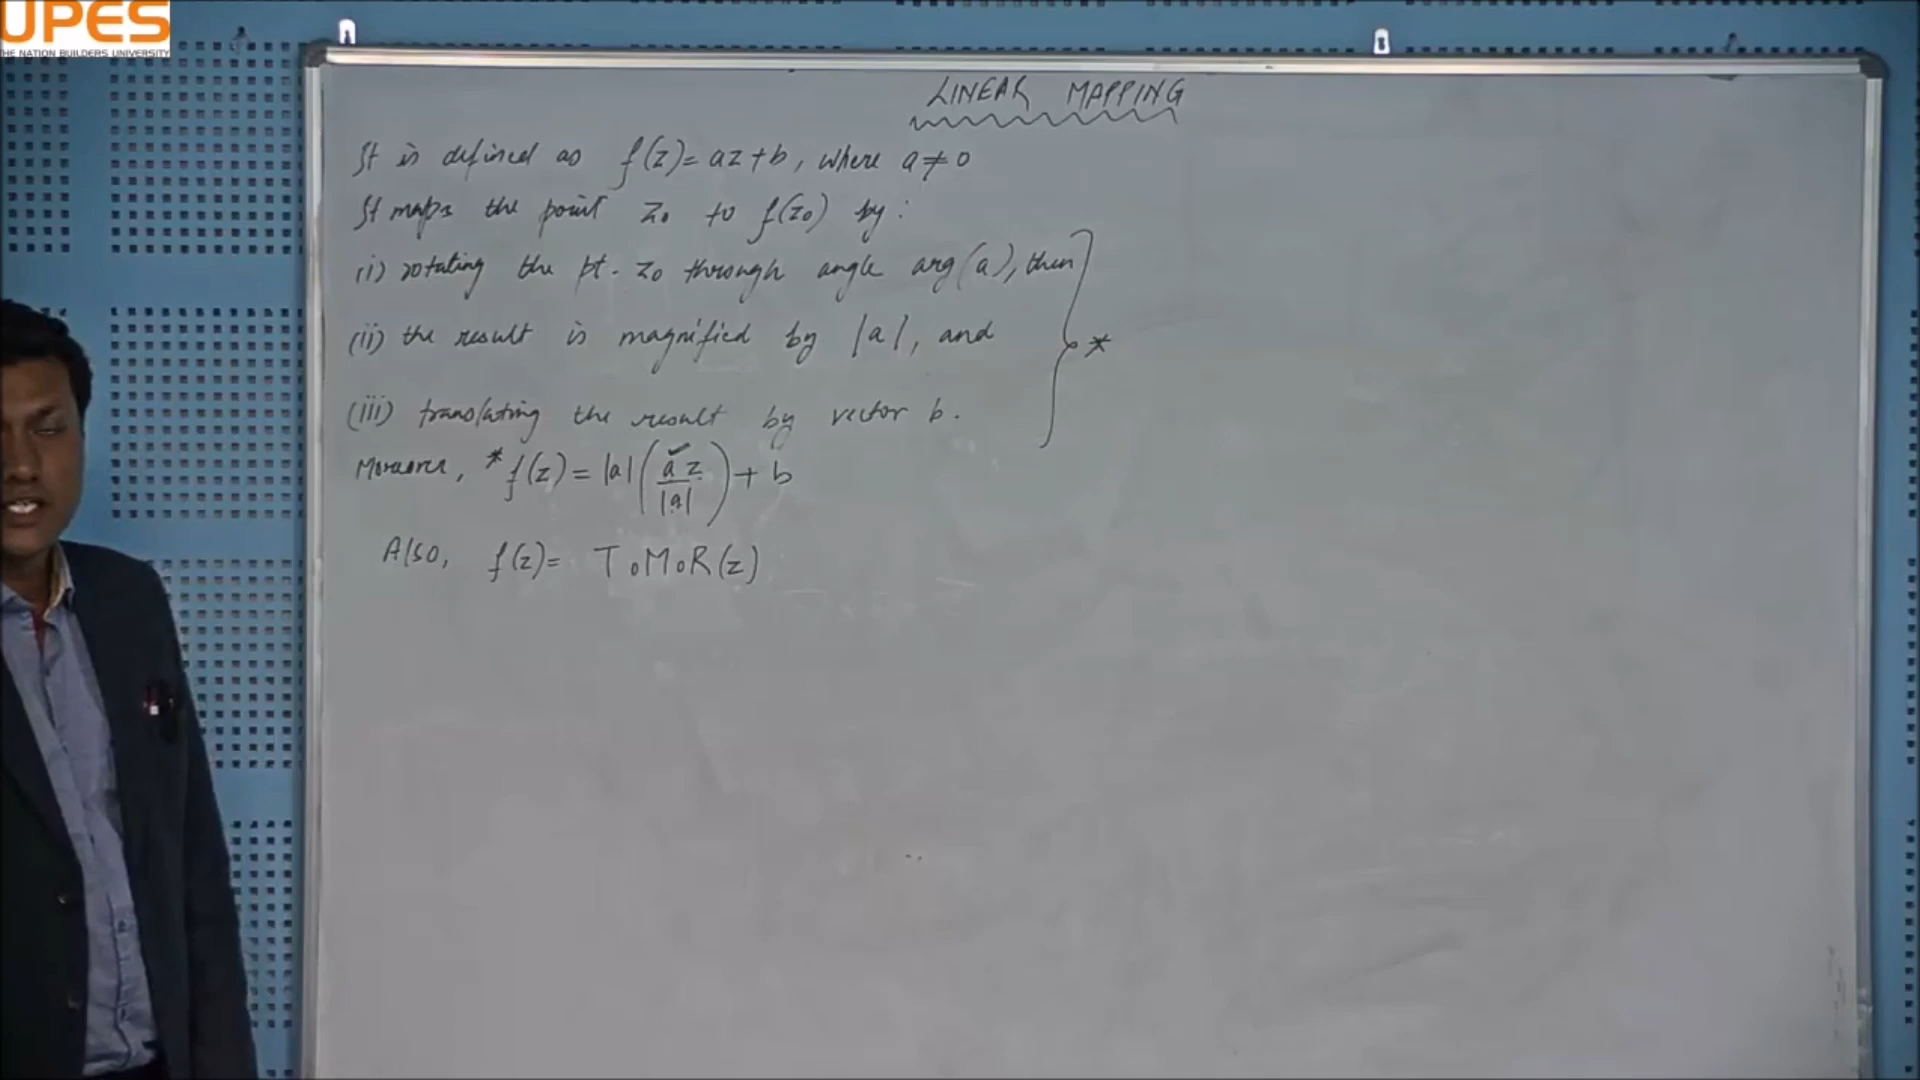 UPES
THE NATION BUILDERS UNIVERSITY
LINEAR MAPPING
It is defined as f(z)= az+b, where a≠0
It maps the point z₀ to f(z₀) by:
(i) rotating the pt. z₀ through angle arg(a), then
(ii) the result is magnified by |a|, and
*
(iii) translating the result by vector b.
Moreover, * f(z) = |a| (a z / |a|) + b
Also, f(z)= T∘M∘R(z)